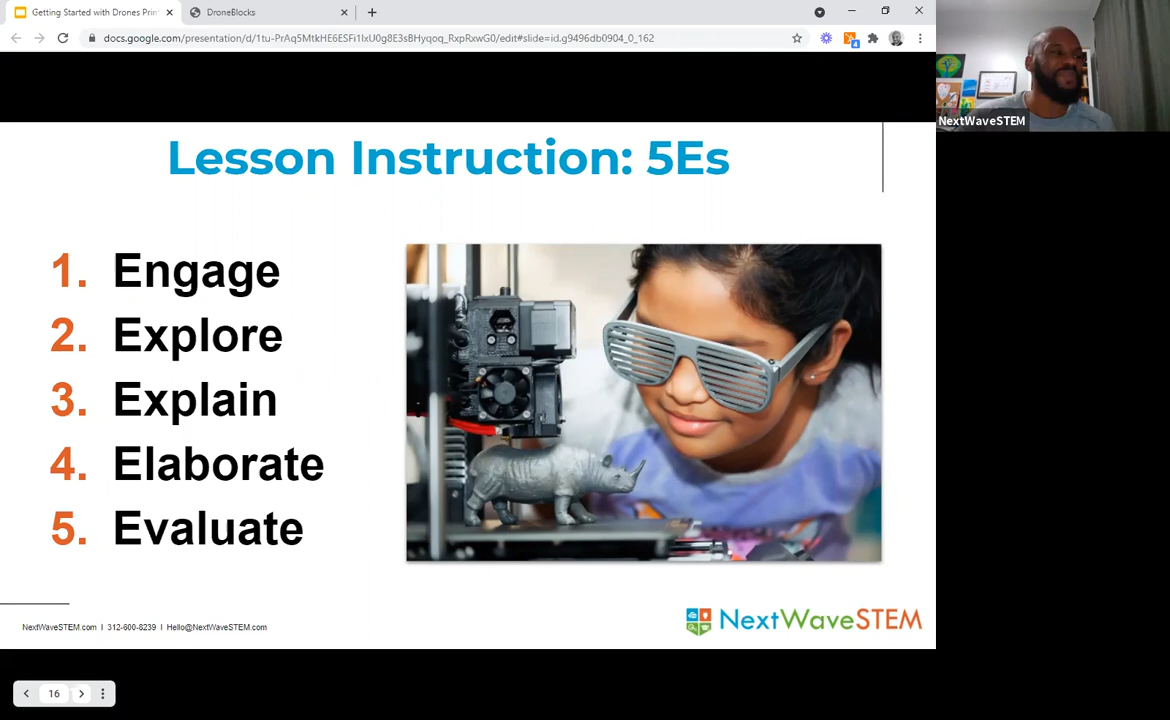 Getting Started with Drones Prin
DroneBlocks
docs.google.com/presentation/d/1tu-PrAq5MtkHE6ESFi1IxU0g8E3sBHyqoq_RxpRxwG0/edit#slide=id.g9496db0904_0_162
4
NextWaveSTEM
Lesson Instruction: 5Es
1. Engage
2. Explore
3. Explain
4. Elaborate
5. Evaluate
NextWaveSTEM.com I 312-600-8239 I Hello@NextWaveSTEM.com
NextWaveSTEM
16